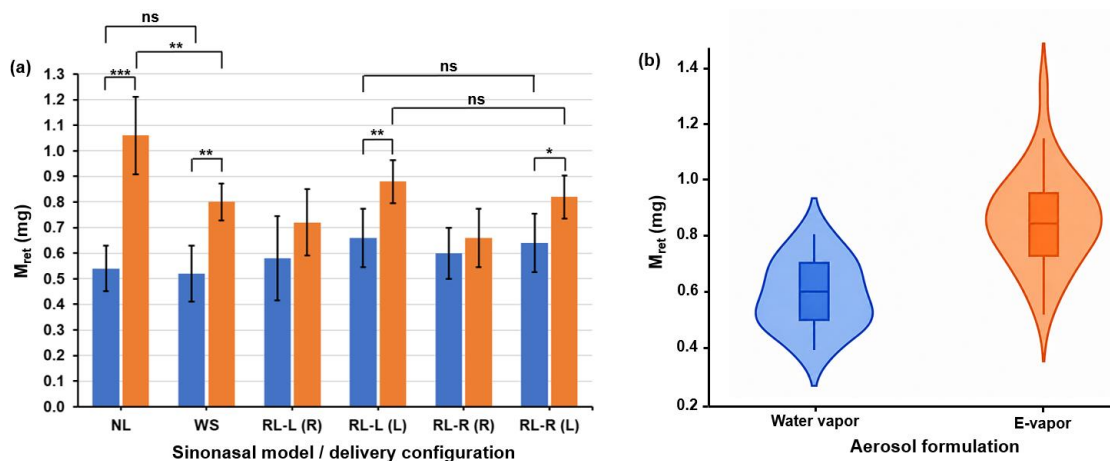 ns
(a)
**
ns
1.3
***
1.2
ns
1.1
**
1.0
**
*
0.9
0.8
0.7
0.6
0.5
0.4
0.3
0.2
0.1
0.0
M_ret (mg)
NL WS RL-L (R) RL-L (L) RL-R (R) RL-R (L)
Sinonasal model / delivery configuration
(b)
1.4
1.2
1.0
0.8
0.6
0.4
0.2
M_ret (mg)
Water vapor E-vapor
Aerosol formulation